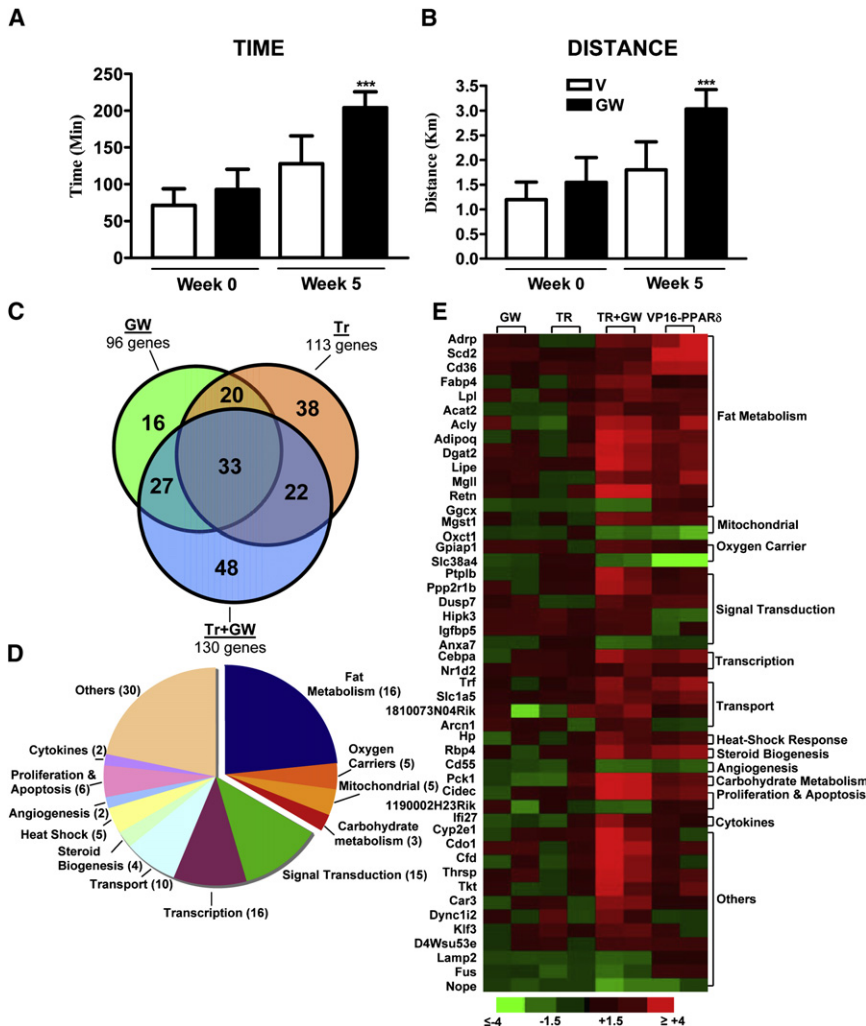 A
TIME
Time (Min)
250
200
150
100
50
0
***
Week 0
Week 5
B
DISTANCE
Distance (Km)
3.5
3.0
2.5
2.0
1.5
1.0
0.5
0.0
V
GW
***
Week 0
Week 5
C
GW
96 genes
Tr
113 genes
16
20
38
33
27
22
48
Tr+GW
130 genes
D
Others (30)
Fat
Metabolism (16)
Oxygen
Carriers (5)
Mitochondrial (5)
Carbohydrate
metabolism (3)
Signal Transduction (15)
Transcription (16)
Transport (10)
Steroid
Biogenesis (4)
Heat Shock (5)
Angiogenesis (2)
Proliferation &
Apoptosis (6)
Cytokines (2)
E
GW TR TR+GW VP16-PPARδ
Adrp
Scd2
Cd36
Fabp4
Lpl
Acat2
Acly
Adipoq
Dgat2
Lipe
Mgll
Retn
Ggcx
Mgst1
Oxct1
Gpiap1
Slc38a4
Ptplb
Ppp2r1b
Dusp7
Hipk3
Igfbp5
Anxa7
Cebpa
Nr1d2
Trf
Slc1a5
1810073N04Rik
Arcn1
Hp
Rbp4
Cd55
Pck1
Cidec
1190002H23Rik
Ifi27
Cyp2e1
Cdo1
Cfd
Thrsp
Tkt
Car3
Dync1i2
Klf3
D4Wsu53e
Lamp2
Fus
Nope
Fat Metabolism
Mitochondrial
Oxygen Carrier
Signal Transduction
Transcription
Transport
Heat-Shock Response
Steroid Biogenesis
Angiogenesis
Carbohydrate Metabolism
Proliferation & Apoptosis
Cytokines
Others
≤-4 -1.5 +1.5 ≥ +4